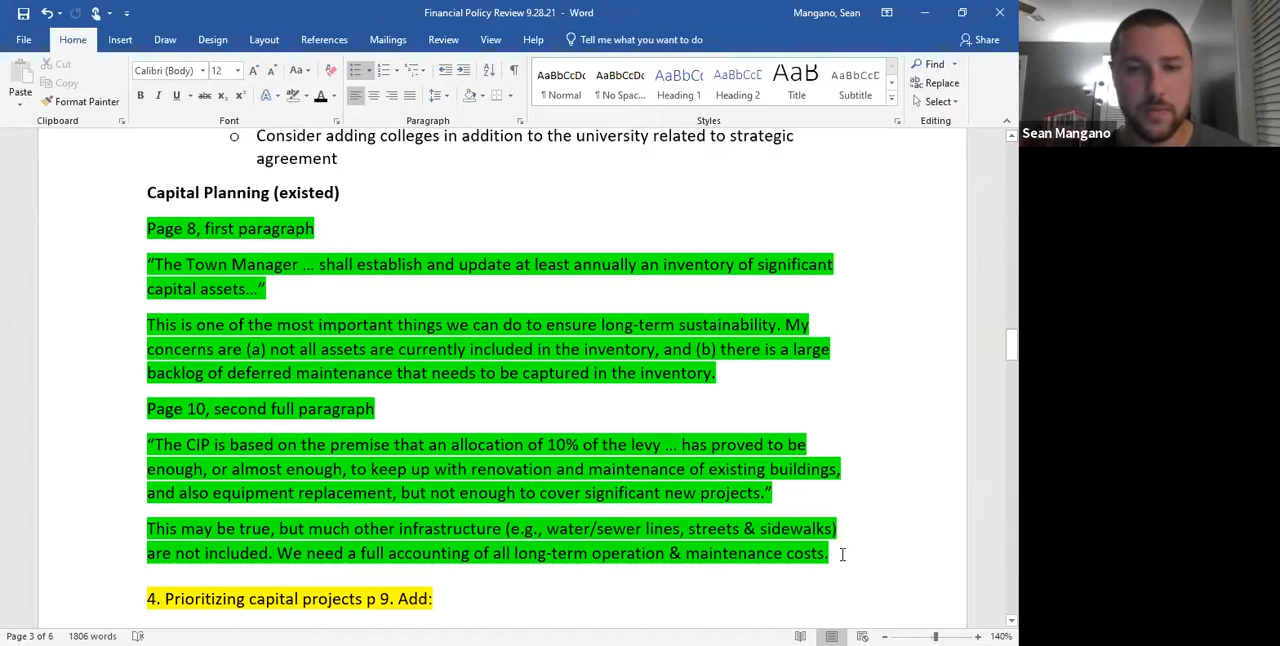 Financial Policy Review 9.28.21 - Word
Mangano, Sean
File Home Insert Draw Design Layout References Mailings Review View Help Tell me what you want to do Share
Paste
Cut
Copy
Format Painter
Clipboard
Calibri (Body) 12
Font
Paragraph
AaBbCcDc AaBbCcDc AaBbCc AaBbCcD AaB AaBbCcD
¶ Normal ¶ No Spac... Heading 1 Heading 2 Title Subtitle
Styles
Find
Replace
Select
Editing
Sean Mangano
o Consider adding colleges in addition to the university related to strategic
agreement
Capital Planning (existed)
Page 8, first paragraph
“The Town Manager … shall establish and update at least annually an inventory of significant
capital assets…”
This is one of the most important things we can do to ensure long-term sustainability. My
concerns are (a) not all assets are currently included in the inventory, and (b) there is a large
backlog of deferred maintenance that needs to be captured in the inventory.
Page 10, second full paragraph
“The CIP is based on the premise that an allocation of 10% of the levy … has proved to be
enough, or almost enough, to keep up with renovation and maintenance of existing buildings,
and also equipment replacement, but not enough to cover significant new projects.”
This may be true, but much other infrastructure (e.g., water/sewer lines, streets & sidewalks)
are not included. We need a full accounting of all long-term operation & maintenance costs.
4. Prioritizing capital projects p 9. Add:
Page 3 of 6 1806 words 140%